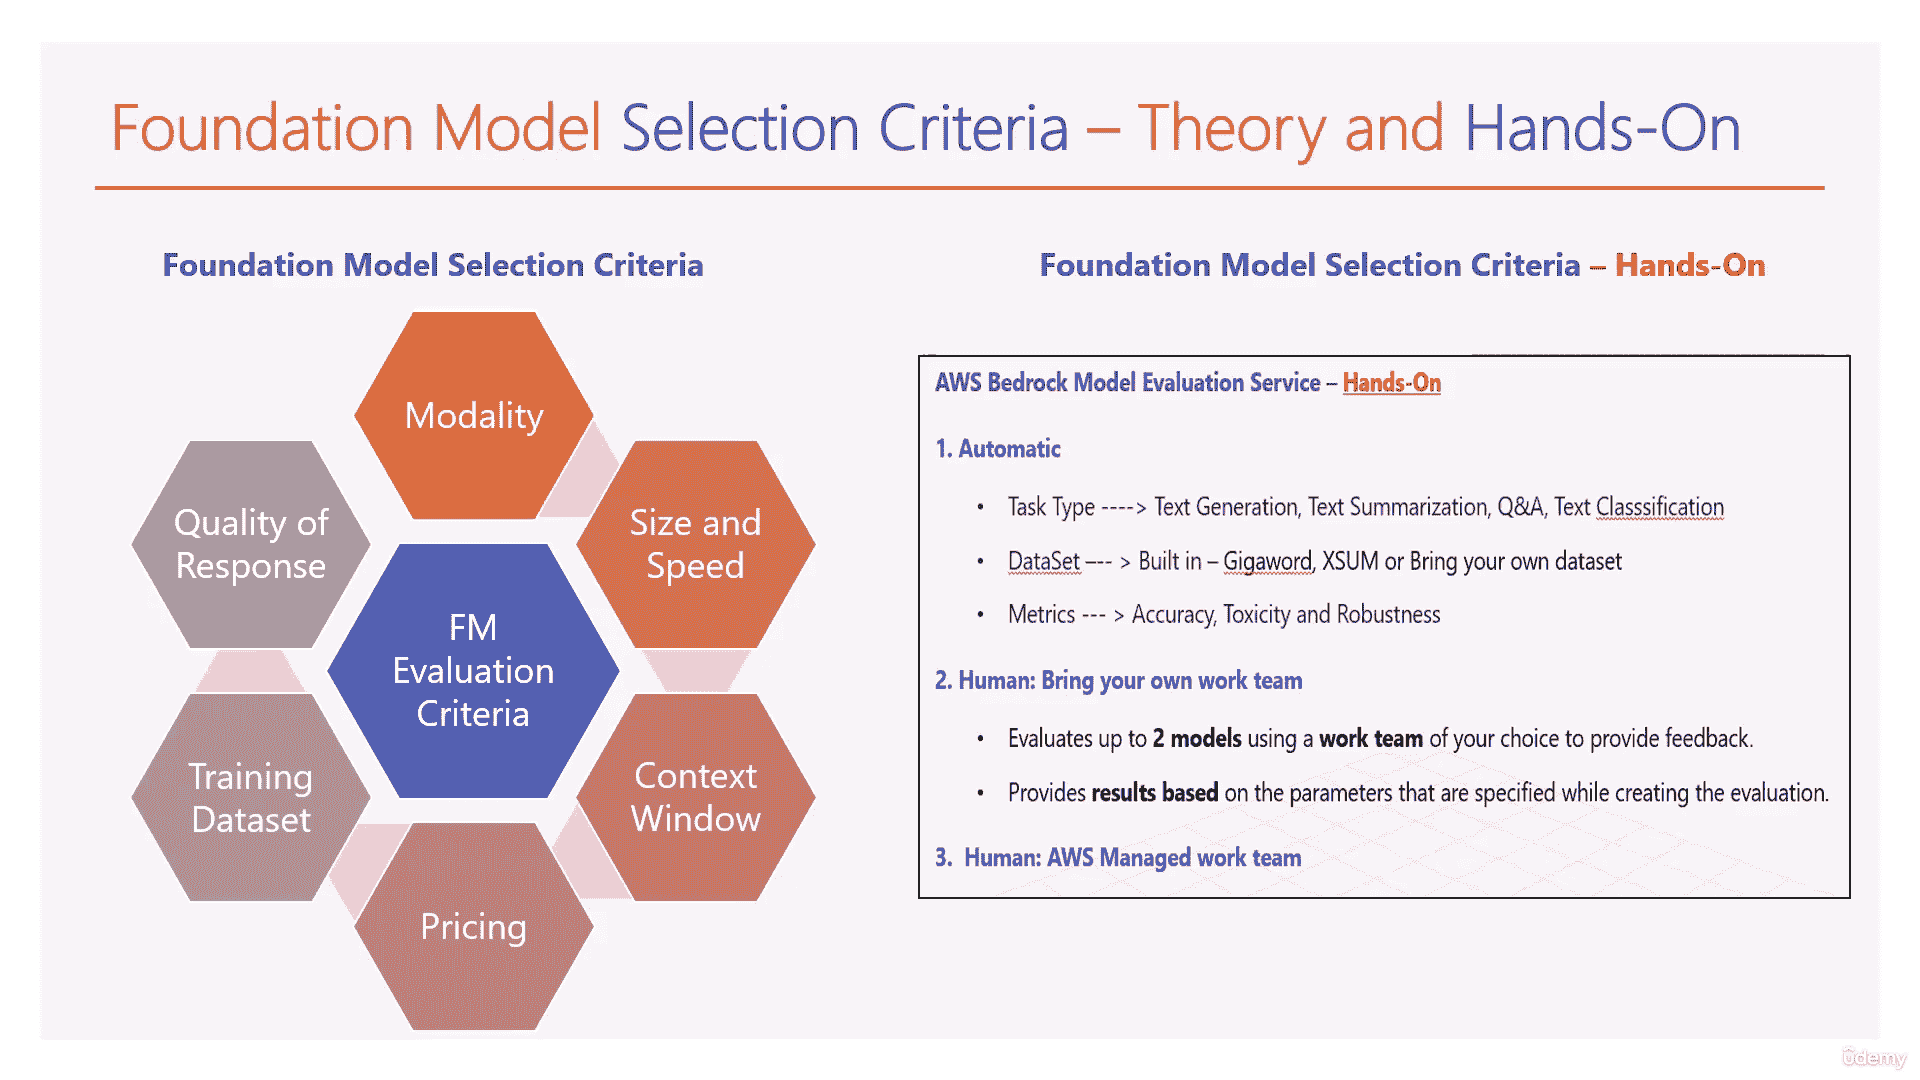 Foundation Model Selection Criteria – Theory and Hands-On
Foundation Model Selection Criteria
Modality
Size and
Speed
Context
Window
Pricing
Training
Dataset
Quality of
Response
FM
Evaluation
Criteria
Foundation Model Selection Criteria – Hands-On
AWS Bedrock Model Evaluation Service – Hands-On
1. Automatic
• Task Type ----> Text Generation, Text Summarization, Q&A, Text Classsification
• DataSet –-- > Built in – Gigaword, XSUM or Bring your own dataset
• Metrics --- > Accuracy, Toxicity and Robustness
2. Human: Bring your own work team
• Evaluates up to 2 models using a work team of your choice to provide feedback.
• Provides results based on the parameters that are specified while creating the evaluation.
3. Human: AWS Managed work team
udemy